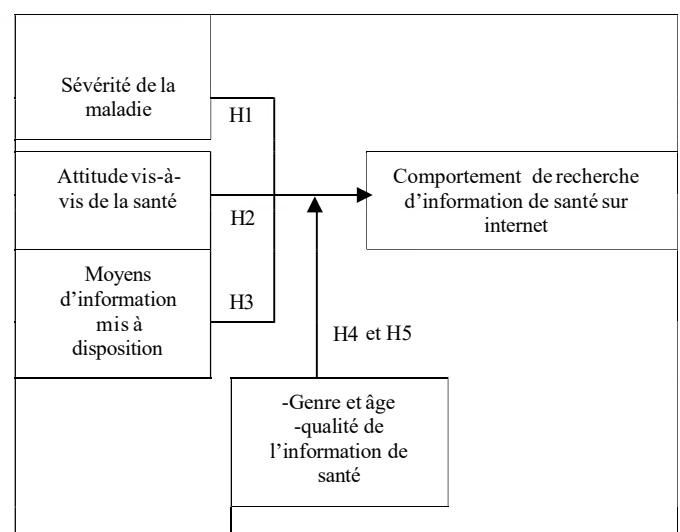 Sévérité de la
maladie
H1
Attitude vis-à-
vis de la santé
H2
Comportement de recherche
d’information de santé sur
internet
Moyens
d’information
mis à
disposition
H3
H4 et H5
-Genre et âge
-qualité de
l’information de
santé